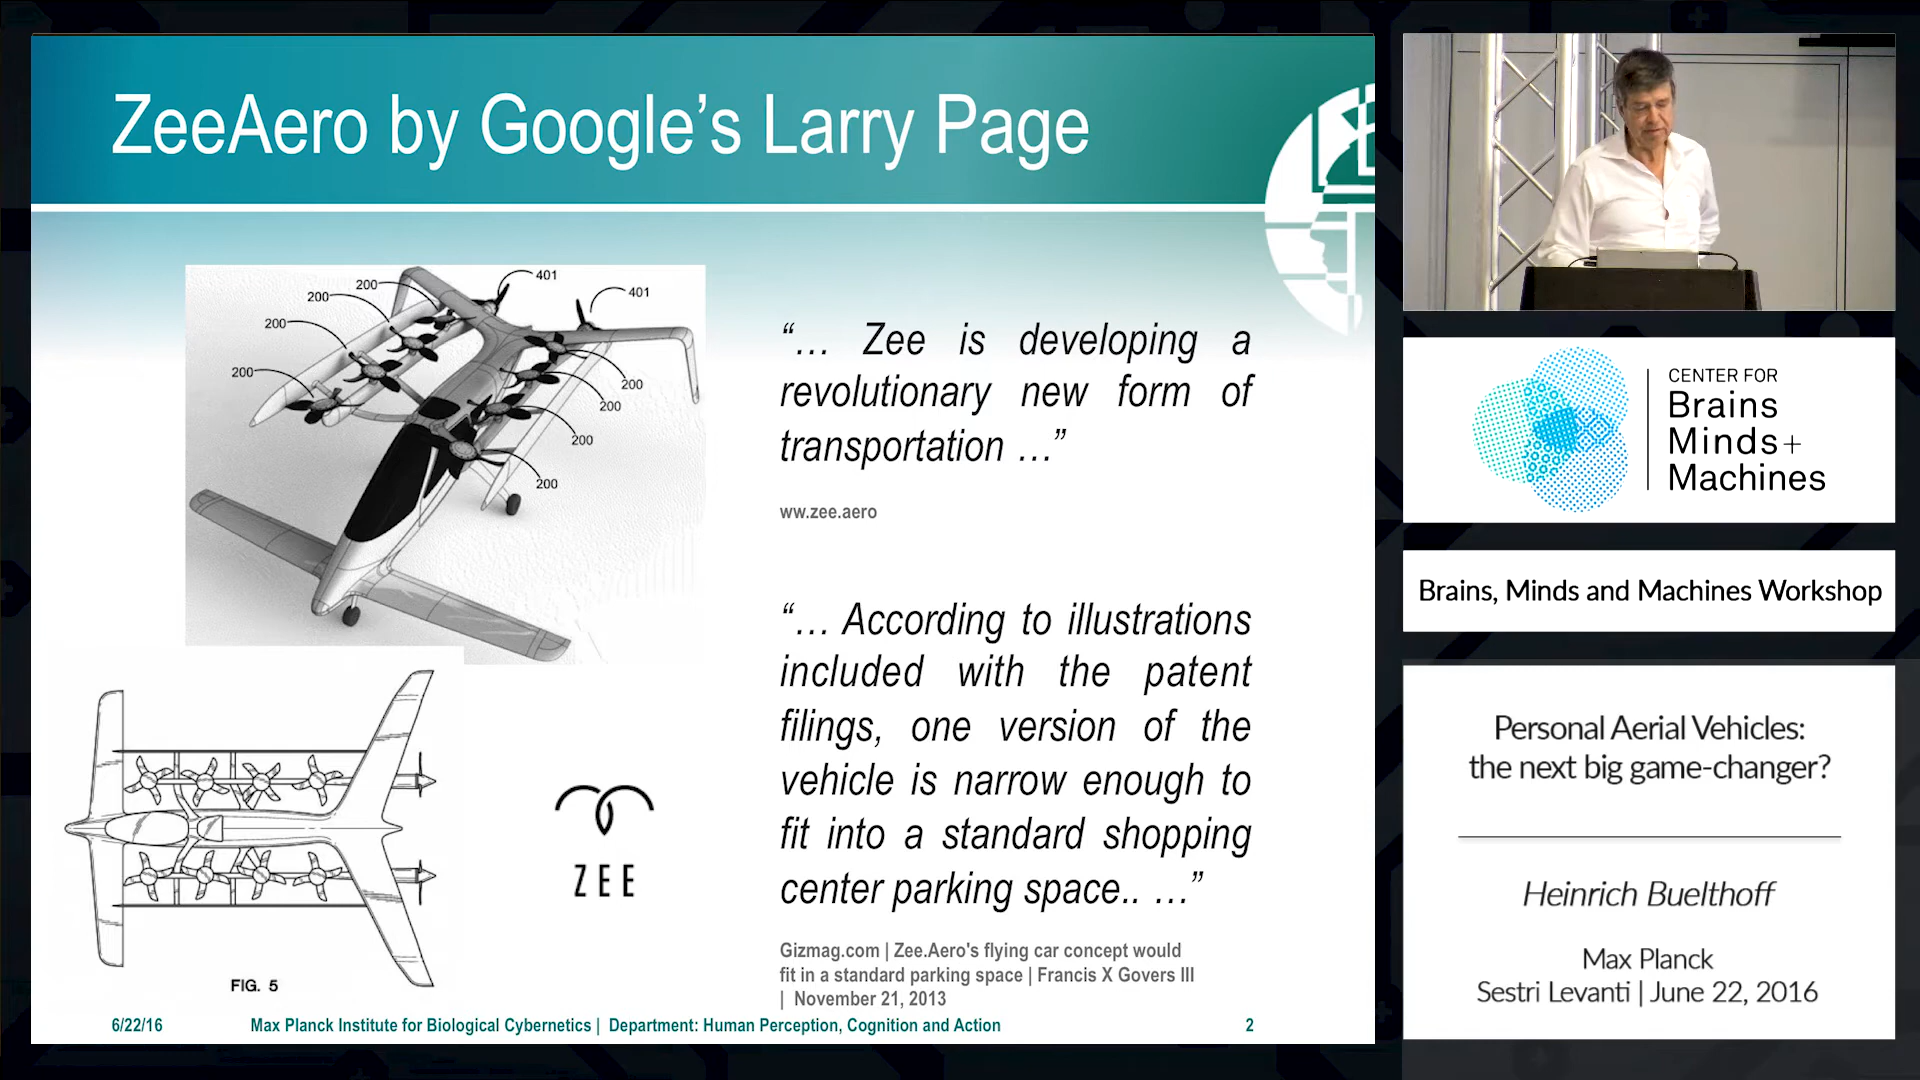 ZeeAero by Google’s Larry Page
401
401
200
200
200
200
200
200
200
200
“… Zee is developing a
revolutionary new form of
transportation …”
ww.zee.aero
“… According to illustrations
included with the patent
filings, one version of the
vehicle is narrow enough to
fit into a standard shopping
center parking space.. …”
Gizmag.com | Zee.Aero's flying car concept would
fit in a standard parking space | Francis X Govers III
| November 21, 2013
ZEE
FIG. 5
6/22/16
Max Planck Institute for Biological Cybernetics | Department: Human Perception, Cognition and Action
2
CENTER FOR
Brains
Minds+
Machines
Brains, Minds and Machines Workshop
Personal Aerial Vehicles:
the next big game-changer?
Heinrich Buelthoff
Max Planck
Sestri Levanti | June 22, 2016